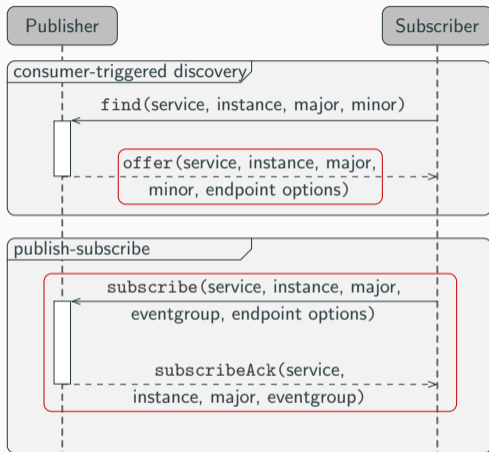 Publisher
Subscriber
consumer-triggered discovery
find(service, instance, major, minor)
offer(service, instance, major,
minor, endpoint options)
publish-subscribe
subscribe(service, instance, major,
eventgroup, endpoint options)
subscribeAck(service,
instance, major, eventgroup)